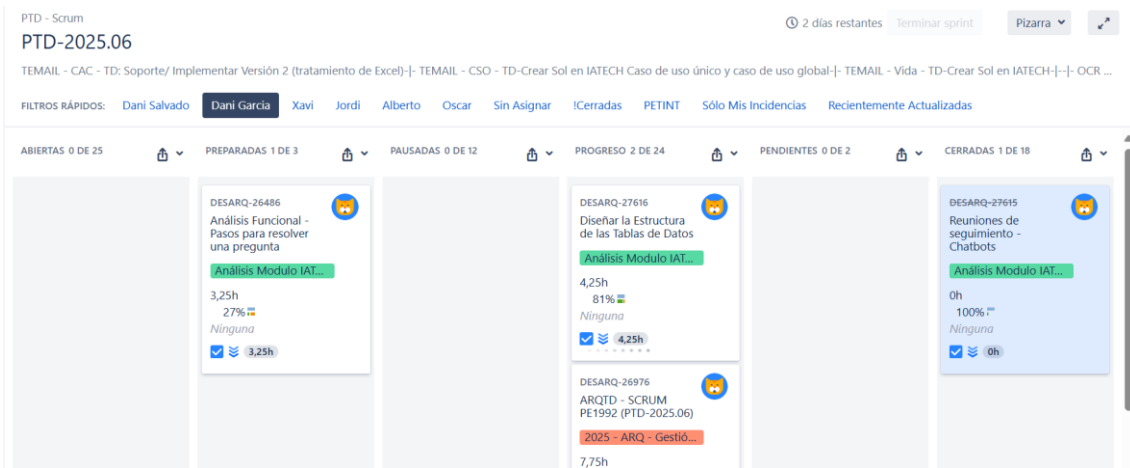 PTD - Scrum
2 días restantes Terminar sprint Pizarra
PTD-2025.06
TEMAIL - CAC - TD: Soporte/ Implementar Versión 2 (tratamiento de Excel)-|- TEMAIL - CSO - TD-Crear Sol en IATECH Caso de uso único y caso de uso global-|- TEMAIL - Vida - TD-Crear Sol en IATECH-|--|- OCR ...
FILTROS RÁPIDOS: Dani Salvado Dani García Xavi Jordi Alberto Oscar Sin Asignar !Cerradas PETINT Sólo Mis Incidencias Recientemente Actualizadas
ABIERTAS 0 DE 25
PREPARADAS 1 DE 3
PAUSADAS 0 DE 12
PROGRESO 2 DE 24
PENDIENTES 0 DE 2
CERRADAS 1 DE 18
DESARQ-26486
Análisis Funcional -
Pasos para resolver
una pregunta
Análisis Modulo IAT...
3,25h
27%
Ninguna
3,25h
DESARQ-27616
Diseñar la Estructura
de las Tablas de Datos
Análisis Modulo IAT...
4,25h
81%
Ninguna
4,25h
DESARQ-26976
ARQTD - SCRUM
PE1992 (PTD-2025.06)
2025 - ARQ - Gestió...
7,75h
DESARQ-27615
Reuniones de
seguimiento -
Chatbots
Análisis Modulo IAT...
0h
100%
Ninguna
0h